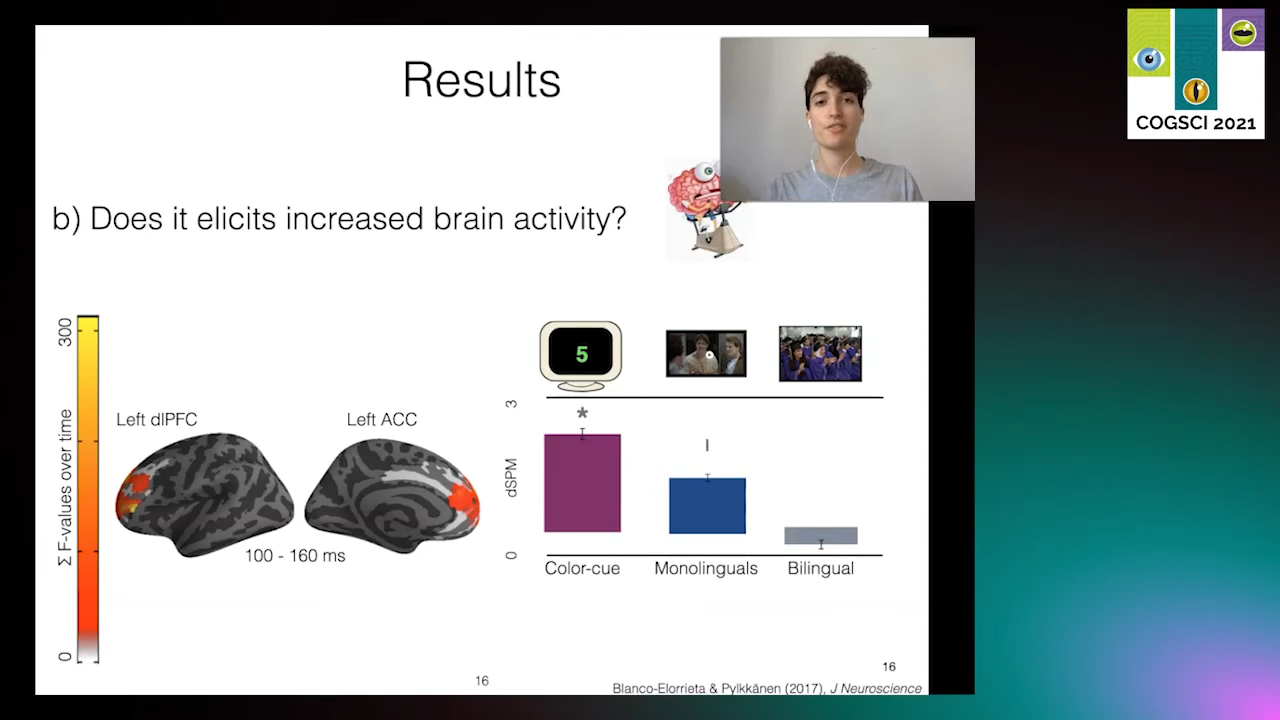 Results
COGSCI 2021
b) Does it elicits increased brain activity?
300
Σ F-values over time
0
Left dlPFC
Left ACC
100 - 160 ms
5
3
dSPM
0
*
Color-cue
Monolinguals
Bilingual
16
16
Blanco-Elorrieta & Pylkkänen (2017), J Neuroscience